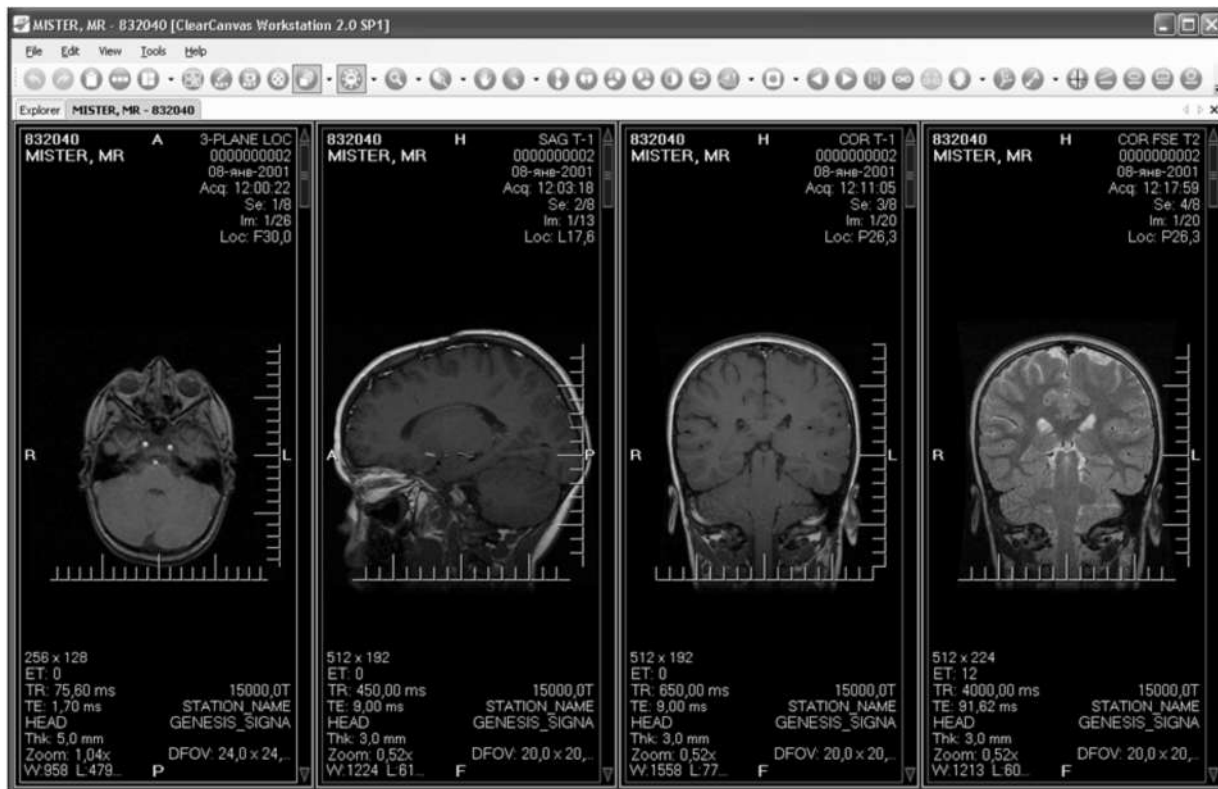 MISTER, MR - 832040 [ClearCanvas Workstation 2.0 SP1]
File Edit View Tools Help
Explorer MISTER, MR - 832040
832040 A 3-PLANE LOC
MISTER, MR 0000000002
08-янв-2001
Acq: 12:00:22
Se: 1/8
Im: 1/26
Loc: F30,0
R L
256 x 128
ET: 0
TR: 75,60 ms 15000,0T
TE: 1,70 ms STATION_NAME
HEAD GENESIS_SIGNA
Thk: 5,0 mm
Zoom: 1,04x DFOV: 24,0 x 24,...
W:958 L:479... P
832040 H SAG T-1
MISTER, MR 0000000002
08-янв-2001
Acq: 12:03:18
Se: 2/8
Im: 1/13
Loc: L17,6
A P
512 x 192
ET: 0
TR: 450,00 ms 15000,0T
TE: 9,00 ms STATION_NAME
HEAD GENESIS_SIGNA
Thk: 3,0 mm
Zoom: 0,52x DFOV: 20,0 x 20,...
W:1224 L:61... F
832040 H COR T-1
MISTER, MR 0000000002
08-янв-2001
Acq: 12:11:05
Se: 3/8
Im: 1/20
Loc: P26,3
R L
512 x 192
ET: 0
TR: 650,00 ms 15000,0T
TE: 9,00 ms STATION_NAME
HEAD GENESIS_SIGNA
Thk: 3,0 mm
Zoom: 0,52x DFOV: 20,0 x 20,...
W:1558 L:77... F
832040 H COR FSE T2
MISTER, MR 0000000002
08-янв-2001
Acq: 12:17:59
Se: 4/8
Im: 1/20
Loc: P26,3
R L
512 x 224
ET: 12
TR: 4000,00 ms 15000,0T
TE: 91,62 ms STATION_NAME
HEAD GENESIS_SIGNA
Thk: 3,0 mm
Zoom: 0,52x DFOV: 20,0 x 20,...
W:1213 L:60... F